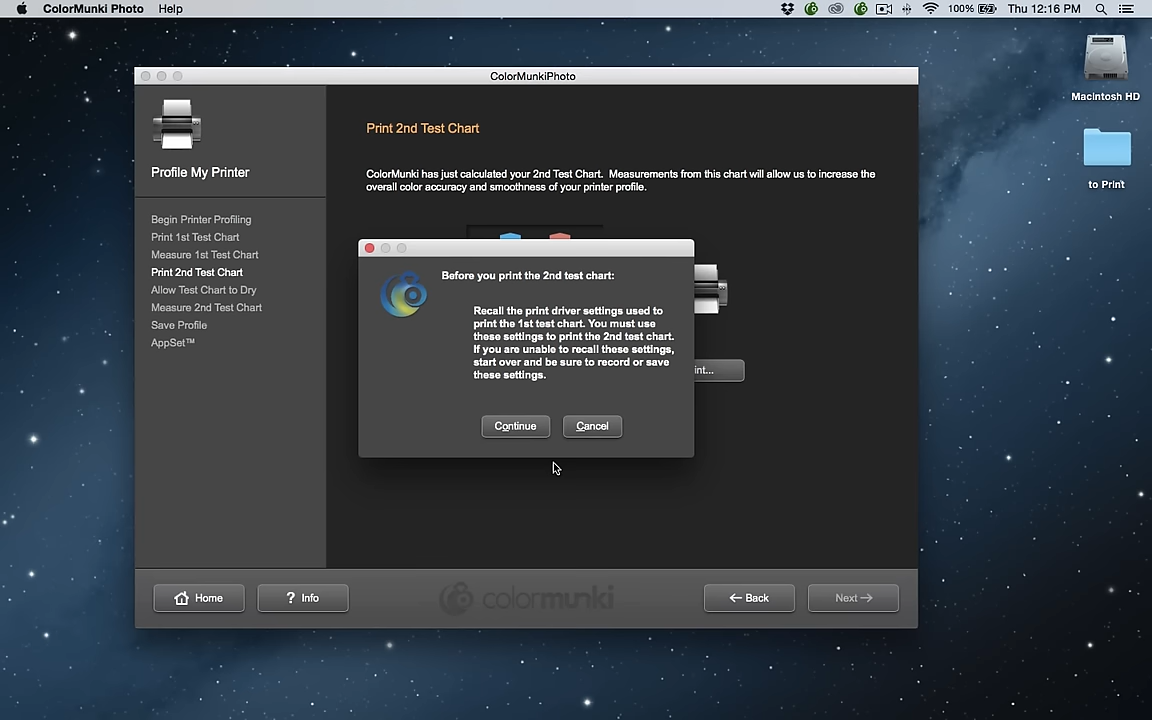 ColorMunki Photo Help 100% Thu 12:16 PM
ColorMunkiPhoto
Macintosh HD
to Print
Profile My Printer
Begin Printer Profiling
Print 1st Test Chart
Measure 1st Test Chart
Print 2nd Test Chart
Allow Test Chart to Dry
Measure 2nd Test Chart
Save Profile
AppSet™
Print 2nd Test Chart
ColorMunki has just calculated your 2nd Test Chart. Measurements from this chart will allow us to increase the
overall color accuracy and smoothness of your printer profile.
Before you print the 2nd test chart:
Recall the print driver settings used to
print the 1st test chart. You must use
these settings to print the 2nd test chart.
If you are unable to recall these settings,
start over and be sure to record or save
these settings.
int...
Continue Cancel
Home ? Info colormunki Back Next